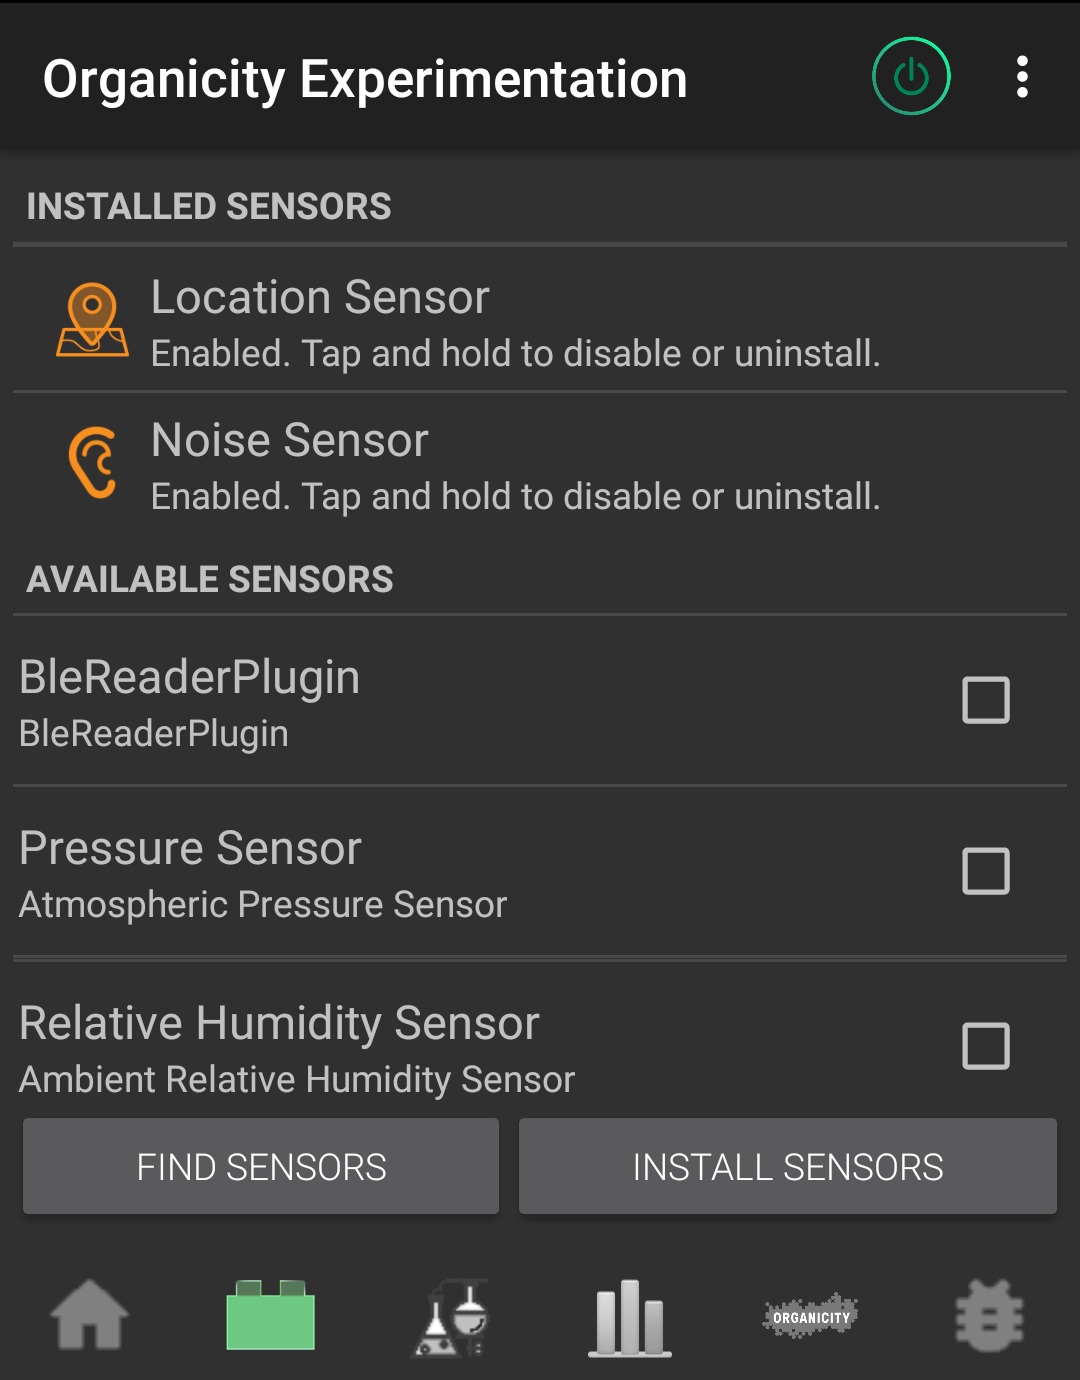 Organicity Experimentation
INSTALLED SENSORS
Location Sensor
Enabled. Tap and hold to disable or uninstall.
Noise Sensor
Enabled. Tap and hold to disable or uninstall.
AVAILABLE SENSORS
BleReaderPlugin
BleReaderPlugin
Pressure Sensor
Atmospheric Pressure Sensor
Relative Humidity Sensor
Ambient Relative Humidity Sensor
FIND SENSORS
INSTALL SENSORS
ORGANICITY